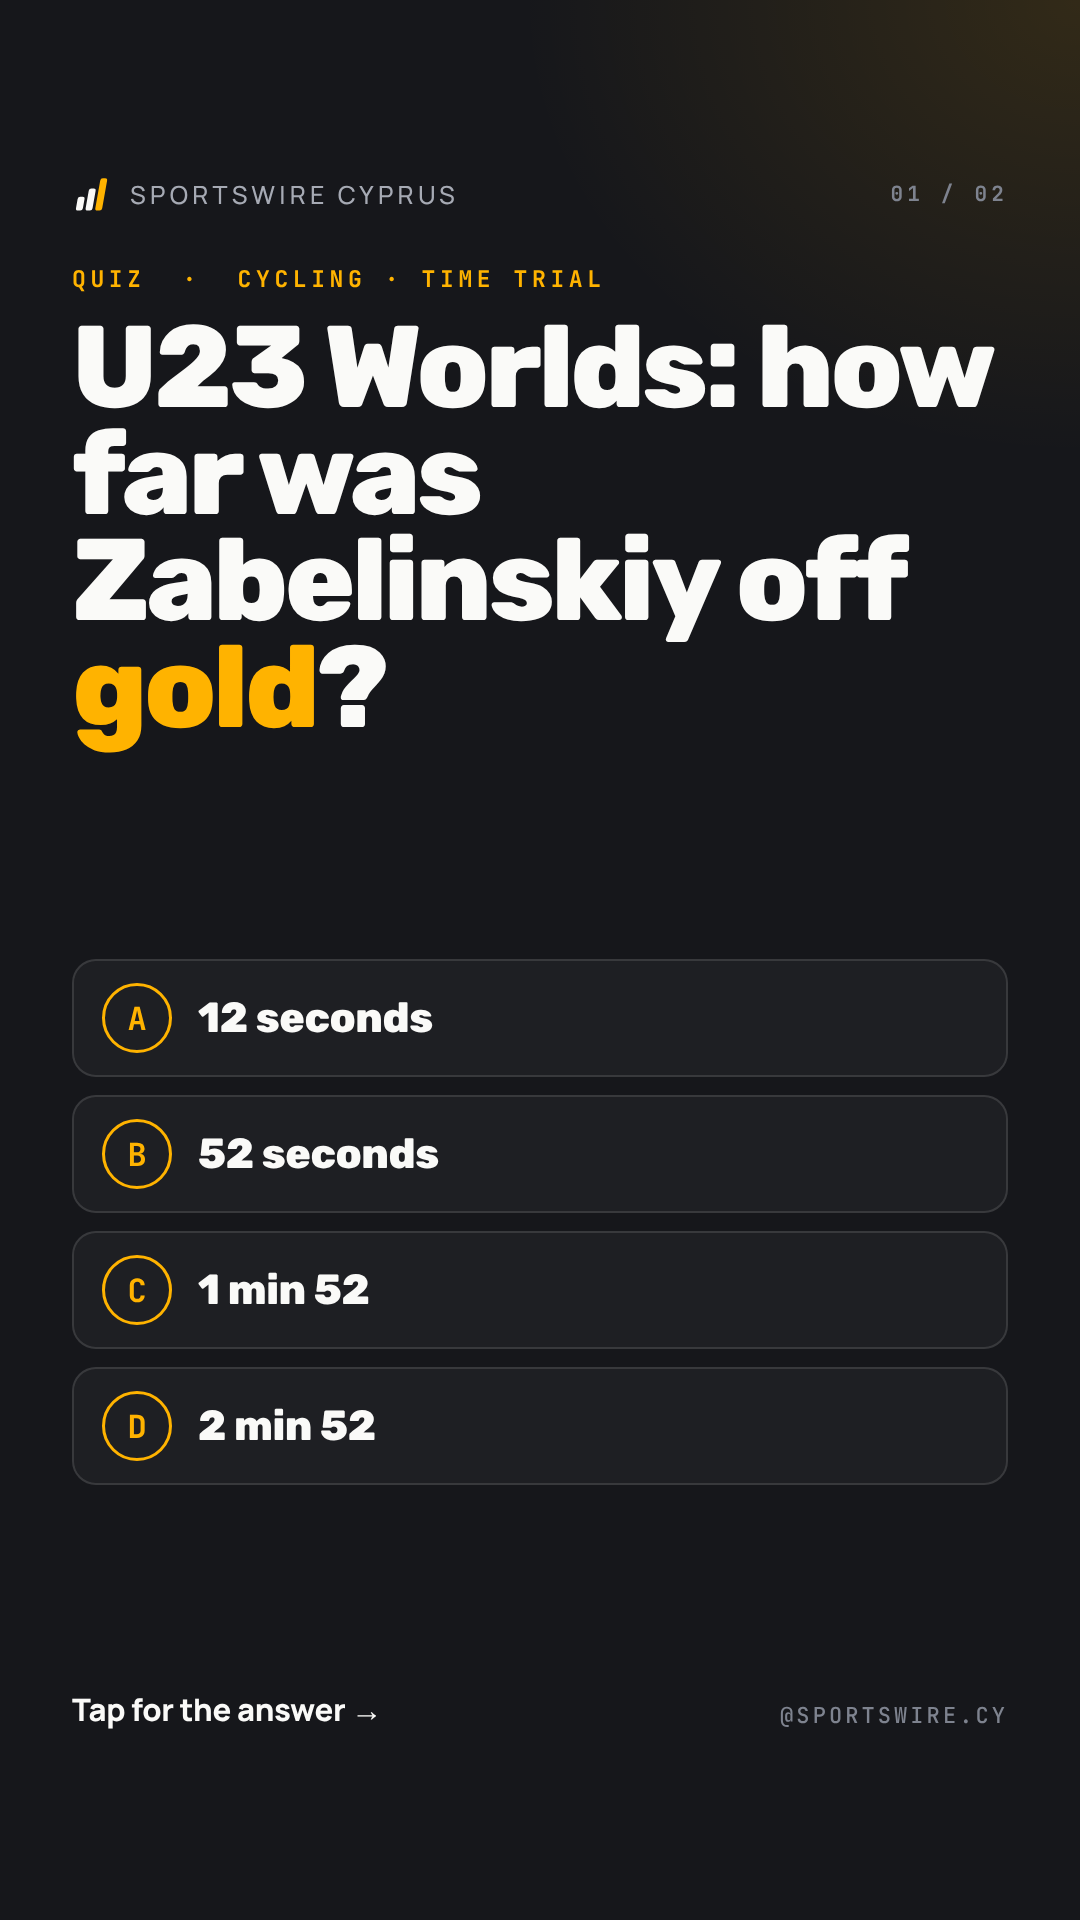 SPORTSWIRE CYPRUS
01 / 02
QUIZ · CYCLING · TIME TRIAL
U23 Worlds: how
far was
Zabelinskiy off
gold?
A 12 seconds
B 52 seconds
C 1 min 52
D 2 min 52
Tap for the answer →
@SPORTSWIRE.CY